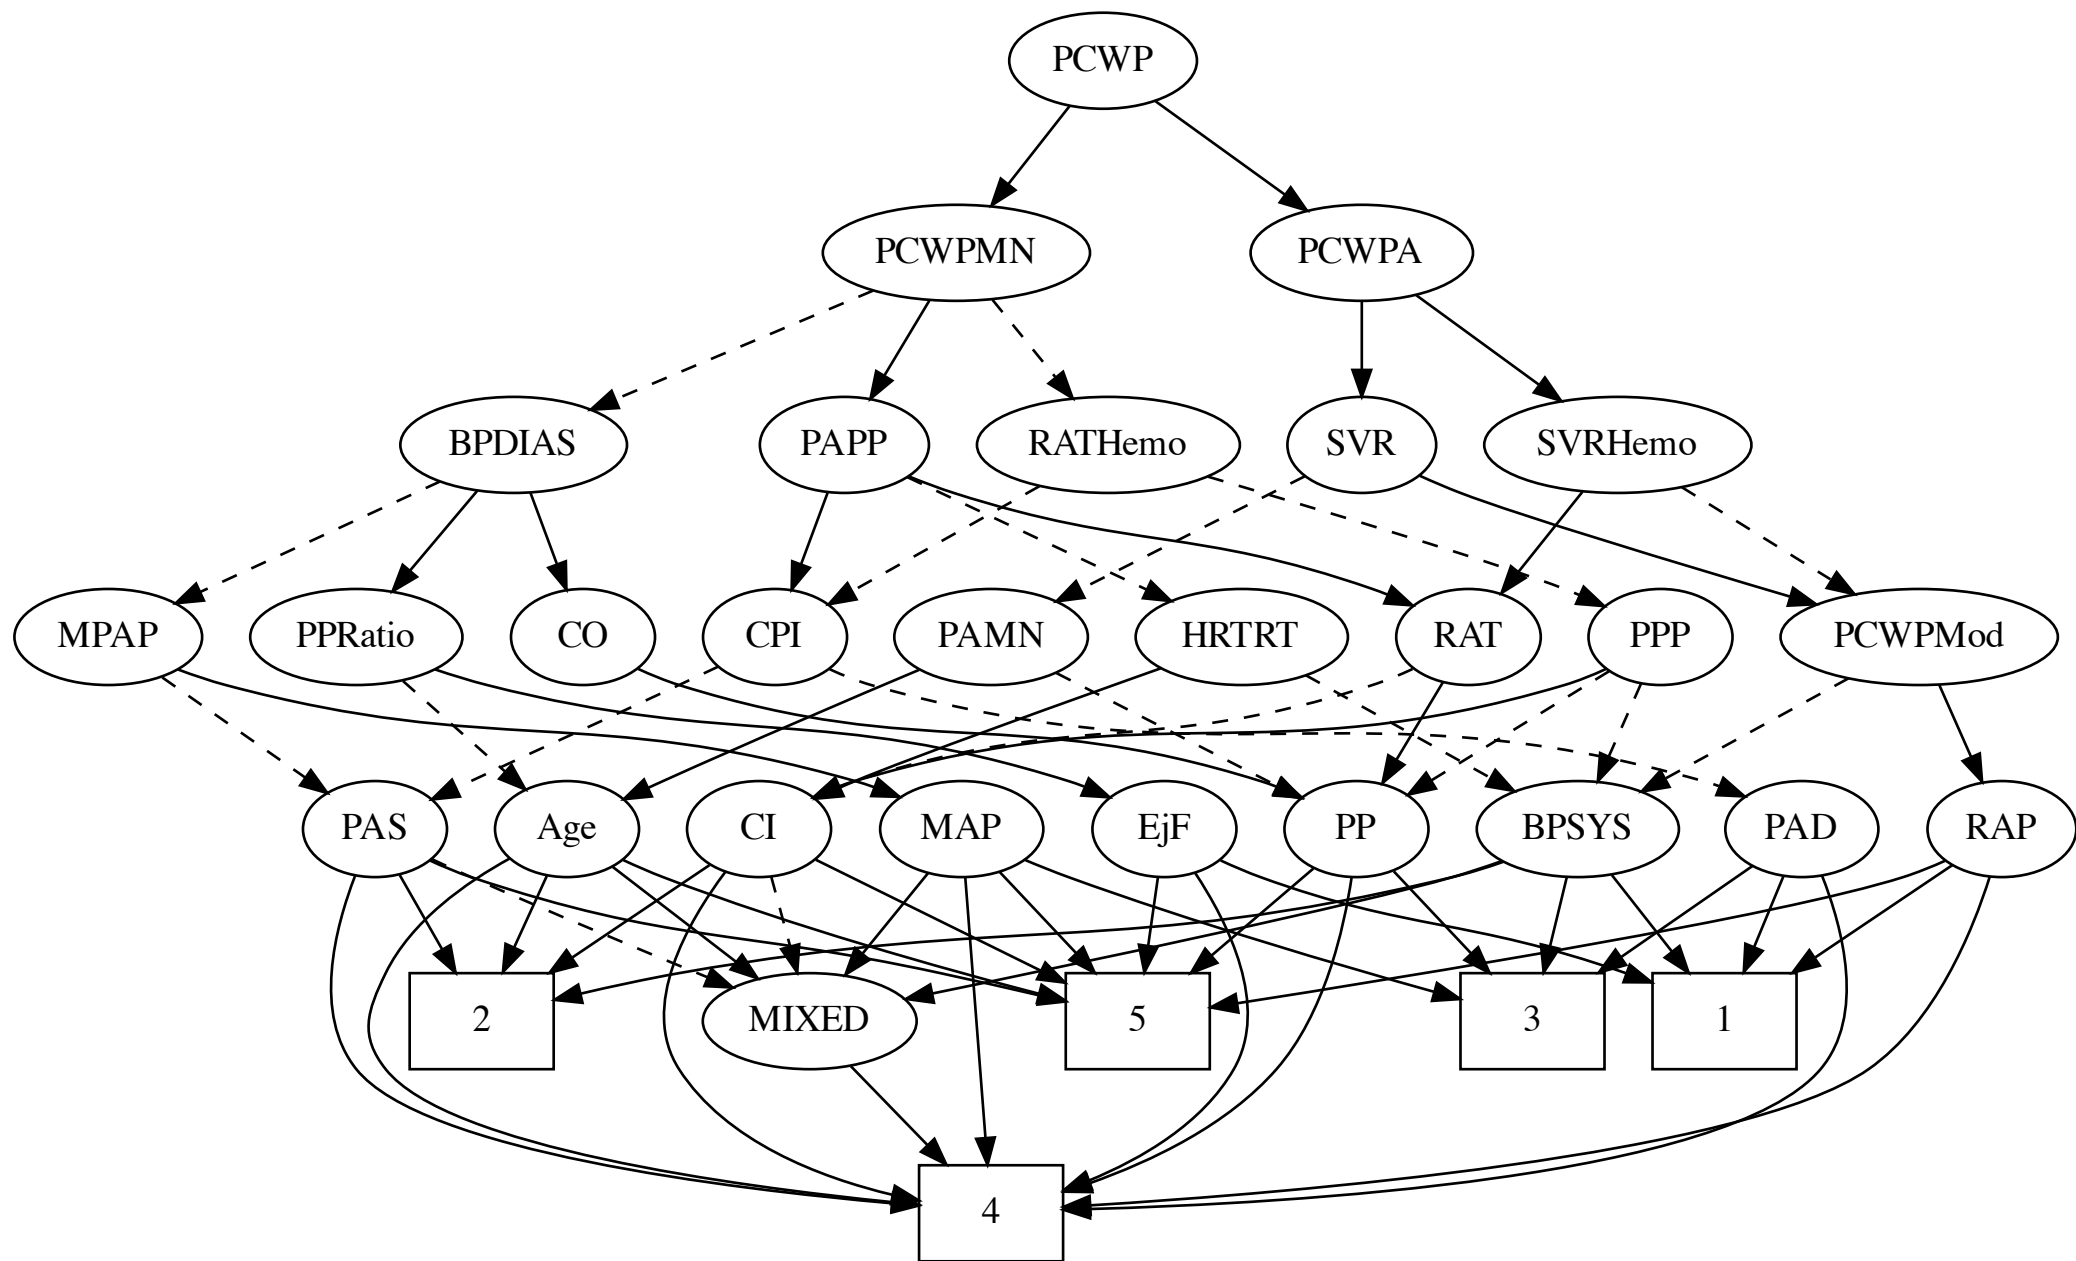 PCWP
PCWPMN
PCWPA
BPDIAS
PAPP
RATHemo
SVR
SVRHemo
MPAP
PPRatio
CO
CPI
PAMN
HRTRT
RAT
PPP
PCWPMod
PAS
Age
CI
MAP
EjF
PP
BPSYS
PAD
RAP
2
MIXED
5
3
1
4